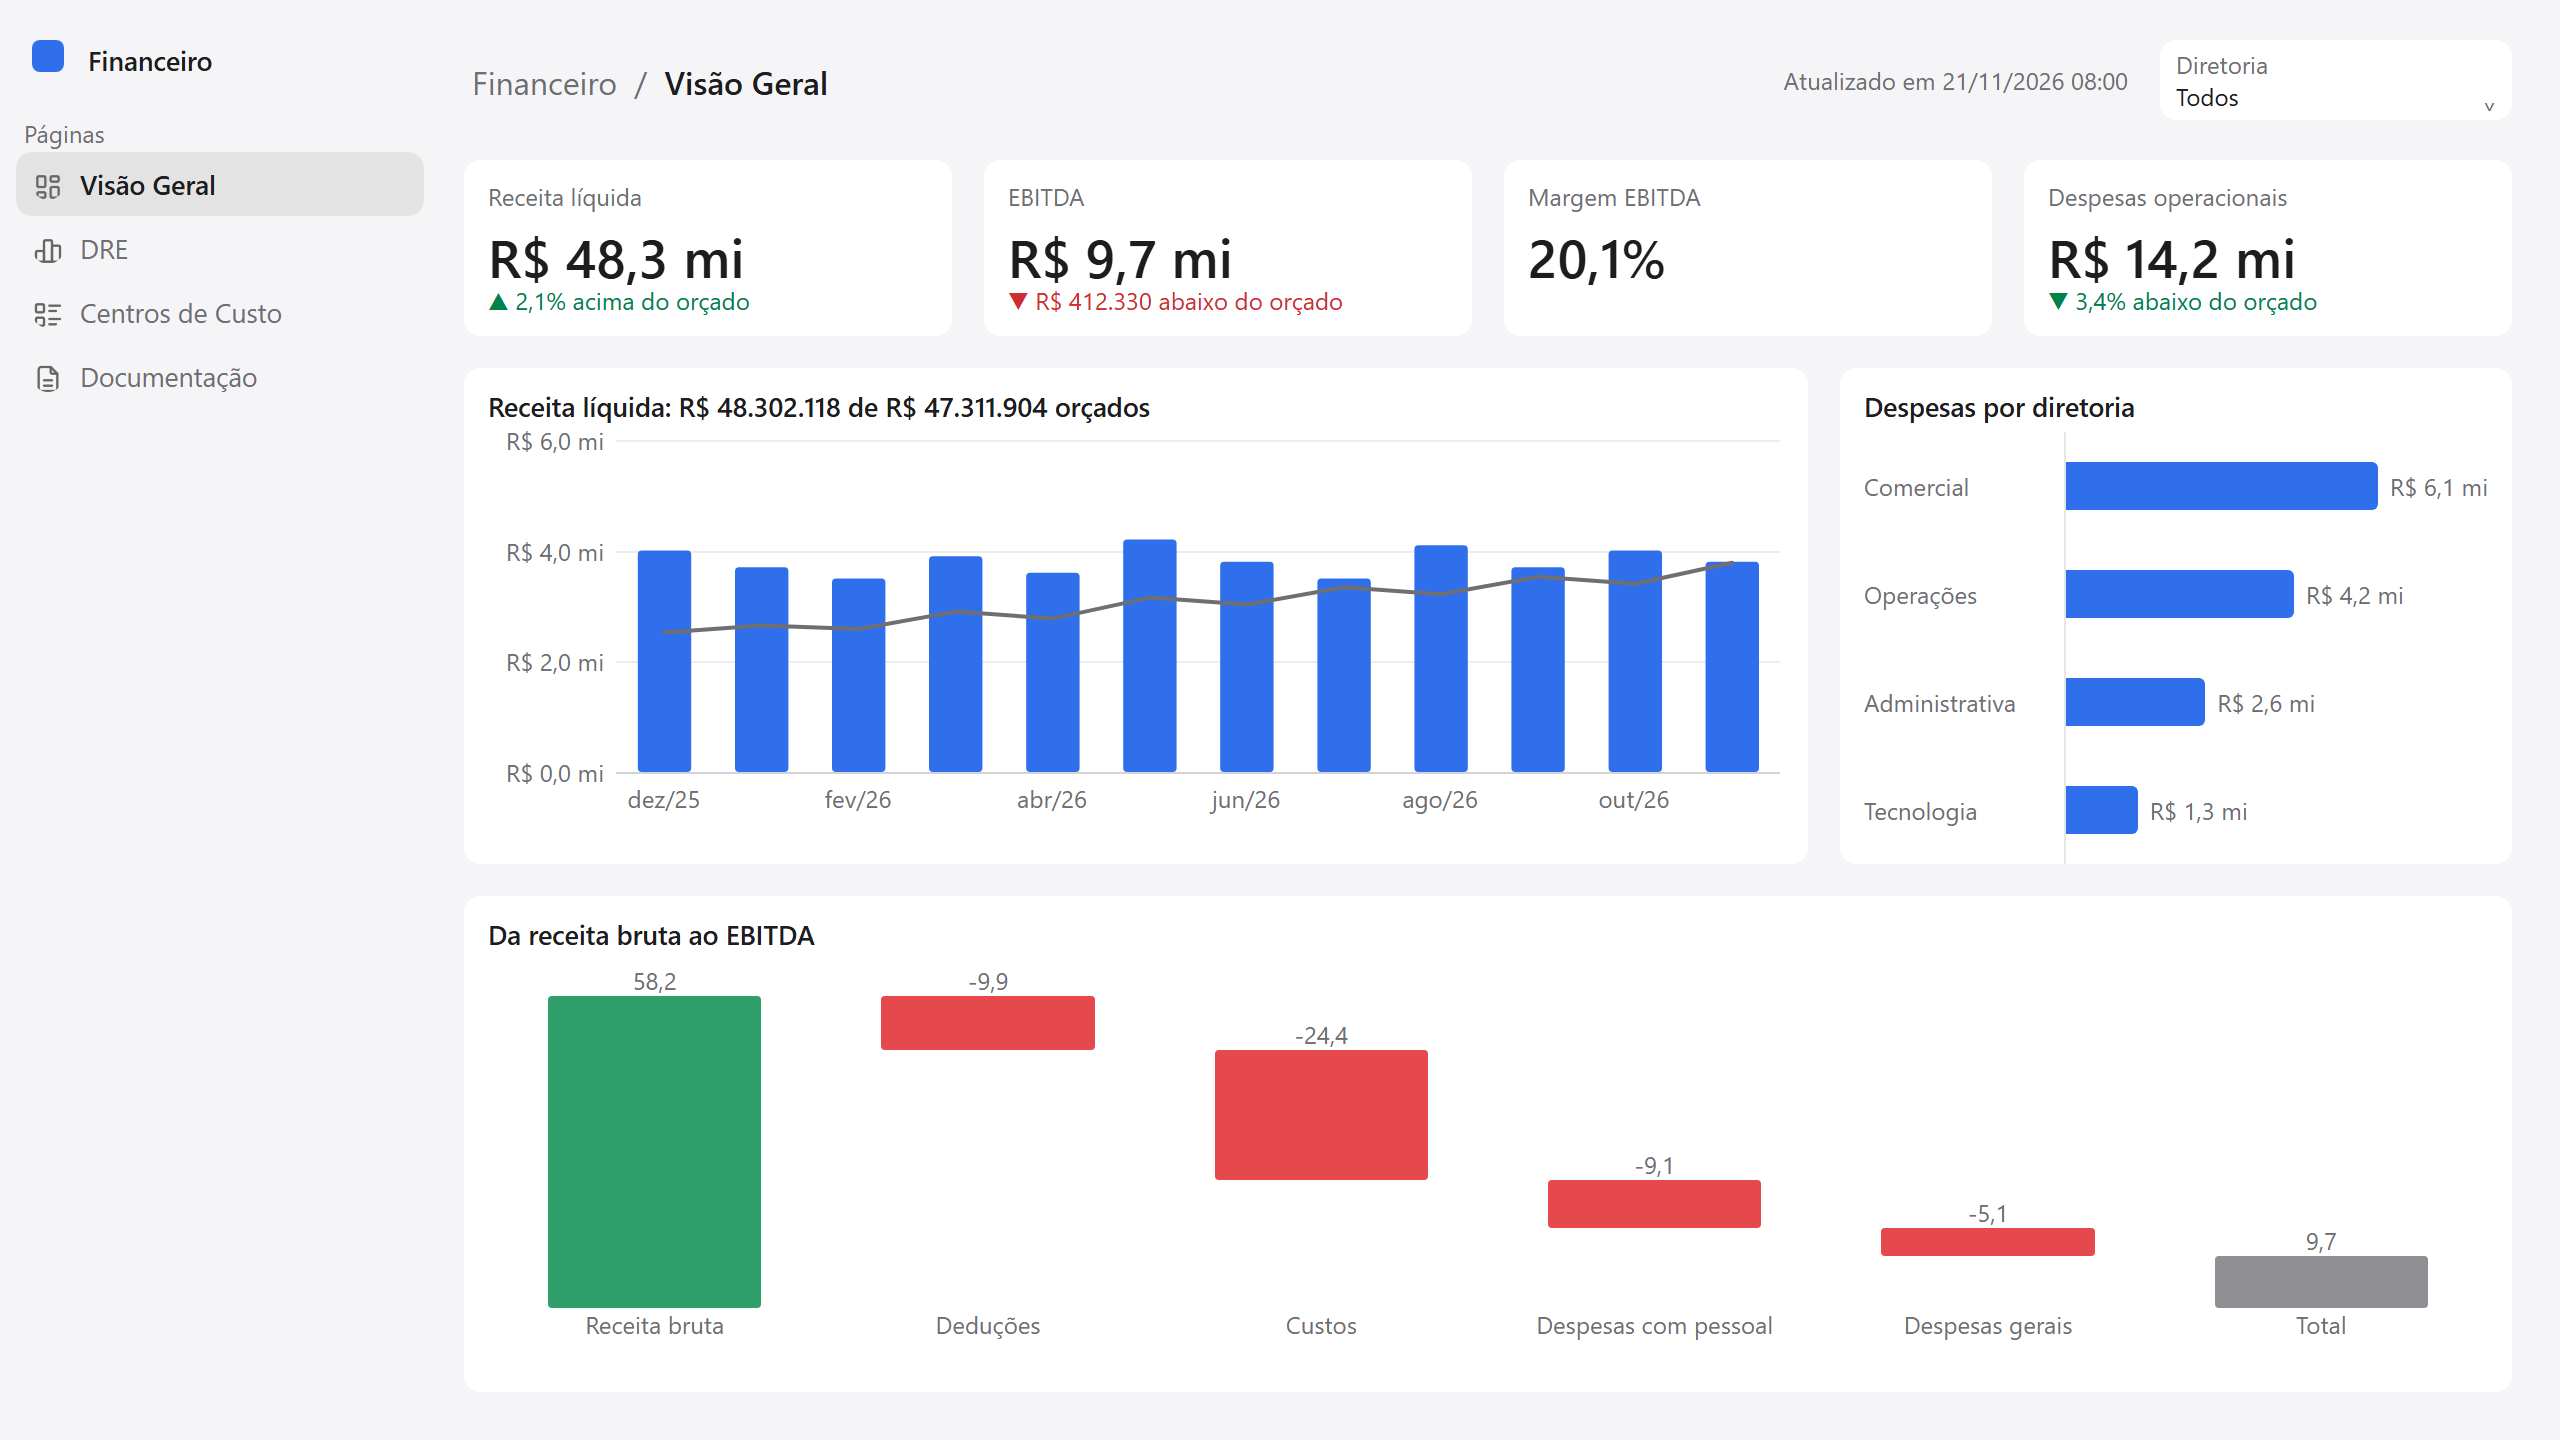 Financeiro
Páginas
Visão Geral
DRE
Centros de Custo
Documentação
Financeiro / Visão Geral
Atualizado em 21/11/2026 08:00
Diretoria
Todos
Receita líquida
R$ 48,3 mi
▲ 2,1% acima do orçado
EBITDA
R$ 9,7 mi
▼ R$ 412.330 abaixo do orçado
Margem EBITDA
20,1%
Despesas operacionais
R$ 14,2 mi
▼ 3,4% abaixo do orçado
Receita líquida: R$ 48.302.118 de R$ 47.311.904 orçados
R$ 6,0 mi
R$ 4,0 mi
R$ 2,0 mi
R$ 0,0 mi
dez/25 fev/26 abr/26 jun/26 ago/26 out/26
Despesas por diretoria
Comercial R$ 6,1 mi
Operações R$ 4,2 mi
Administrativa R$ 2,6 mi
Tecnologia R$ 1,3 mi
Da receita bruta ao EBITDA
58,2
-9,9
-24,4
-9,1
-5,1
9,7
Receita bruta Deduções Custos Despesas com pessoal Despesas gerais Total